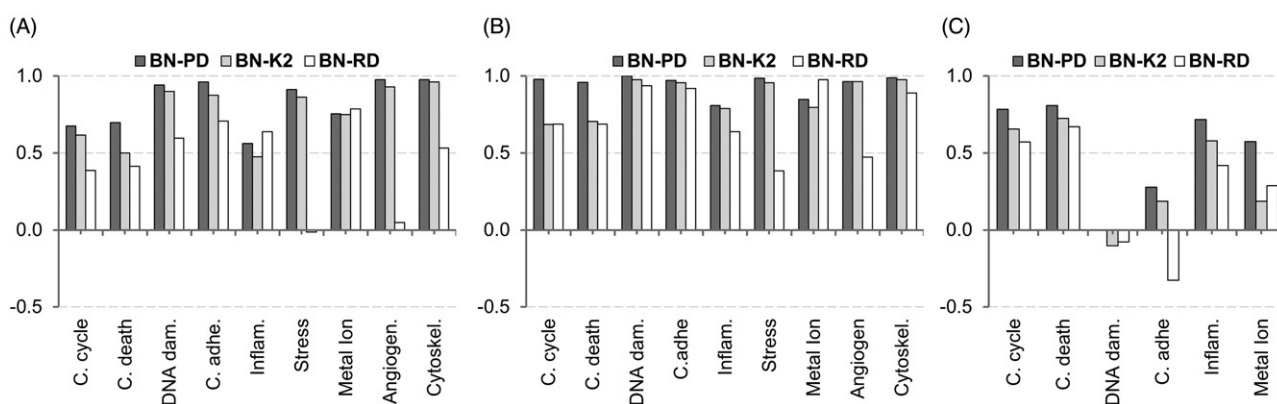 (A)
BN-PD BN-K2 BN-RD
1.0
0.5
0.0
-0.5
C. cycle
C. death
DNA dam.
C. adhe.
Inflam.
Stress
Metal Ion
Angiogen.
Cytoskel.
(B)
BN-PD BN-K2 BN-RD
1.0
0.5
0.0
-0.5
C. cycle
C. death
DNA dam.
C.adhe
Inflam.
Stress
Metal Ion
Angiogen
Cytoskel.
(C)
BN-PD BN-K2 BN-RD
1.0
0.5
0.0
-0.5
C. cycle
C. death
DNA dam.
C. adhe
Inflam.
Metal Ion